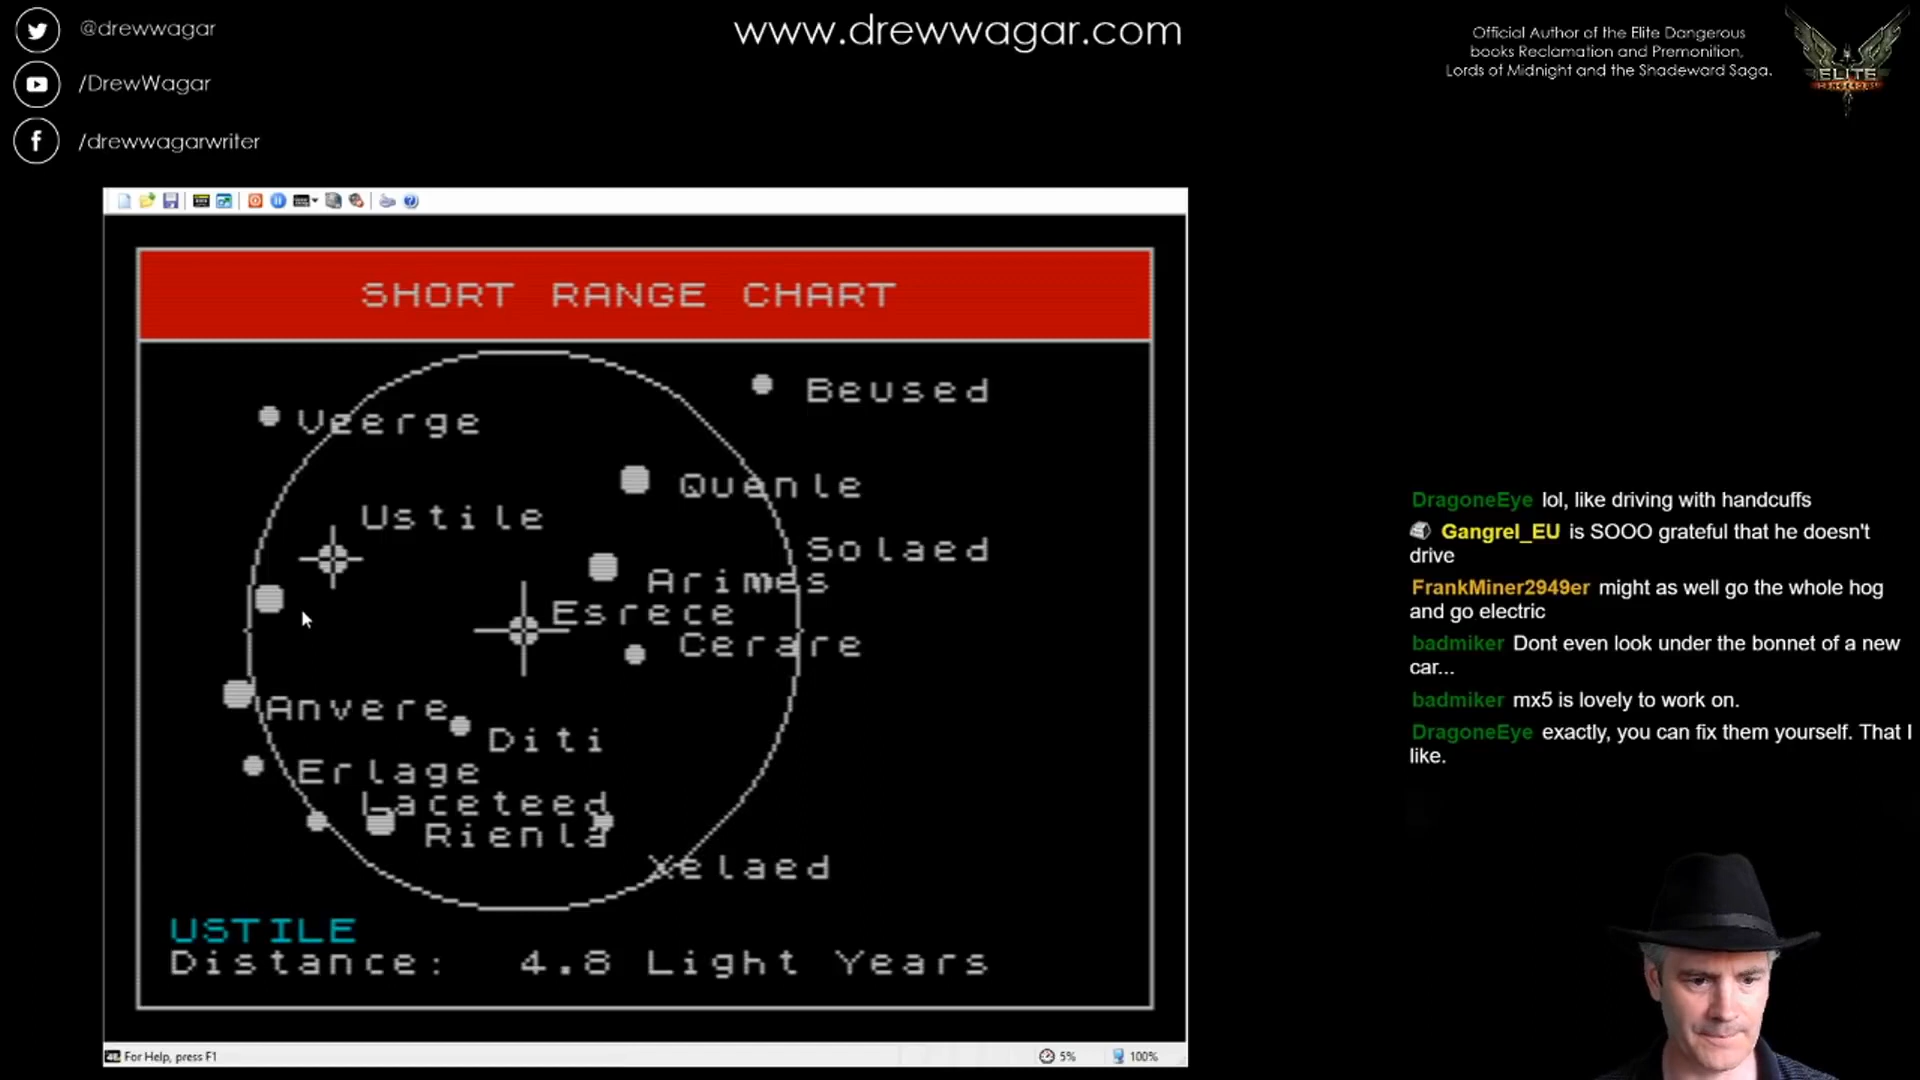 @drewwagar
/DrewWagar
/drewwagarwriter
www.drewwagar.com
Official Author of the Elite Dangerous
books Reclamation and Premonition,
Lords of Midnight and the Shadeward Saga.
ELITE
DANGEROUS
SHORT RANGE CHART
Beused
Veerge
Quanle
Ustile
Solaed
Arimes
Esrece
Cerare
Anvere
Diti
Erlage
Laceteed
Rienla
Xelaed
USTILE
Distance: 4.8 Light Years
For Help, press F1
5%
100%
DragoneEye lol, like driving with handcuffs
Gangrel_EU is SOOO grateful that he doesn't
drive
FrankMiner2949er might as well go the whole hog
and go electric
badmiker Dont even look under the bonnet of a new
car...
badmiker mx5 is lovely to work on.
DragoneEye exactly, you can fix them yourself. That I
like.